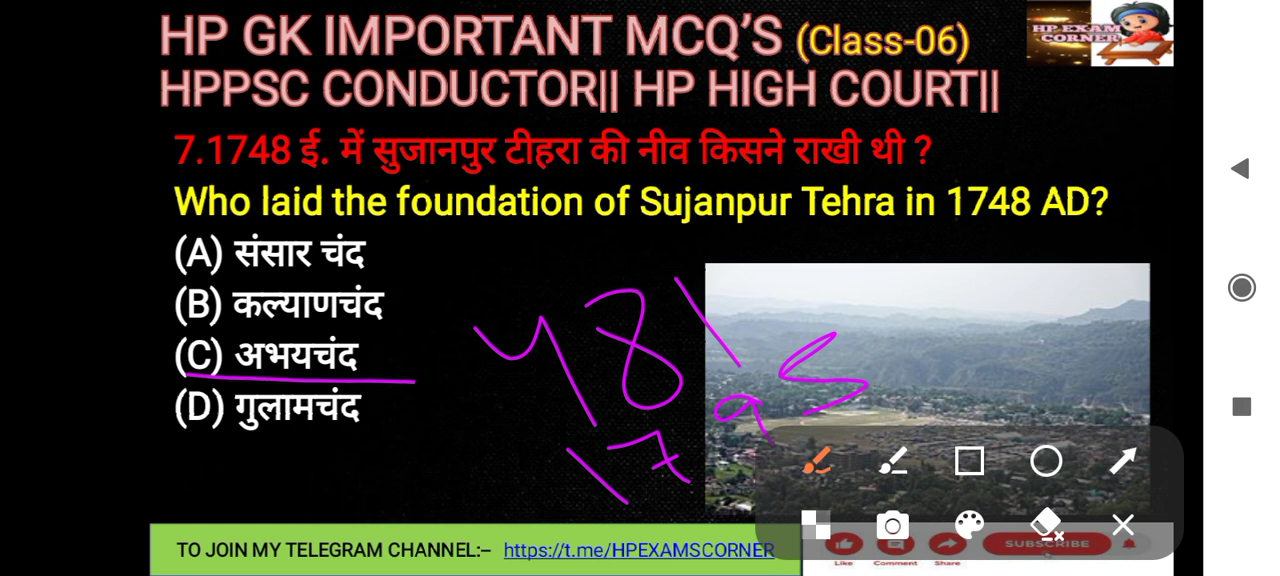 HP GK IMPORTANT MCQ'S (Class-06)
HP EXAM CORNER
HPPSC CONDUCTOR|| HP HIGH COURT||
7.1748 ई. में सुजानपुर टीहरा की नीव किसने राखी थी ?
Who laid the foundation of Sujanpur Tehra in 1748 AD?
(A) संसार चंद
(B) कल्याणचंद
(C) अभयचंद
(D) गुलामचंद
48
17
TO JOIN MY TELEGRAM CHANNEL:– https://t.me/HPEXAMSCORNER
Like Comment Share SUBSCRIBE